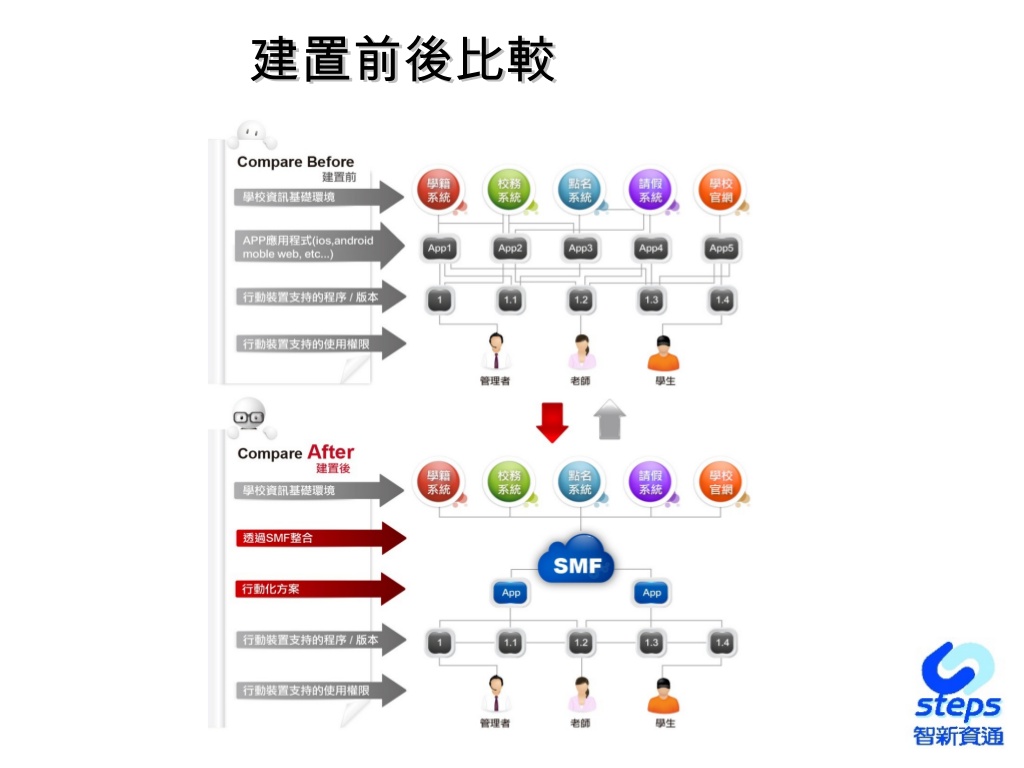 建置前後比較
Compare Before
建置前
學校資訊基礎環境
學籍
系統
校務
系統
點名
系統
請假
系統
學校
官網
APP應用程式(ios,android
moble web, etc...)
App1
App2
App3
App4
App5
行動裝置支持的程序 / 版本
1
1.1
1.2
1.3
1.4
行動裝置支持的使用權限
管理者
老師
學生
Compare After
建置後
學校資訊基礎環境
學籍
系統
校務
系統
點名
系統
請假
系統
學校
官網
透過SMF整合
SMF
行動化方案
App
App
行動裝置支持的程序 / 版本
1
1.1
1.2
1.3
1.4
行動裝置支持的使用權限
管理者
老師
學生
steps
智新資通